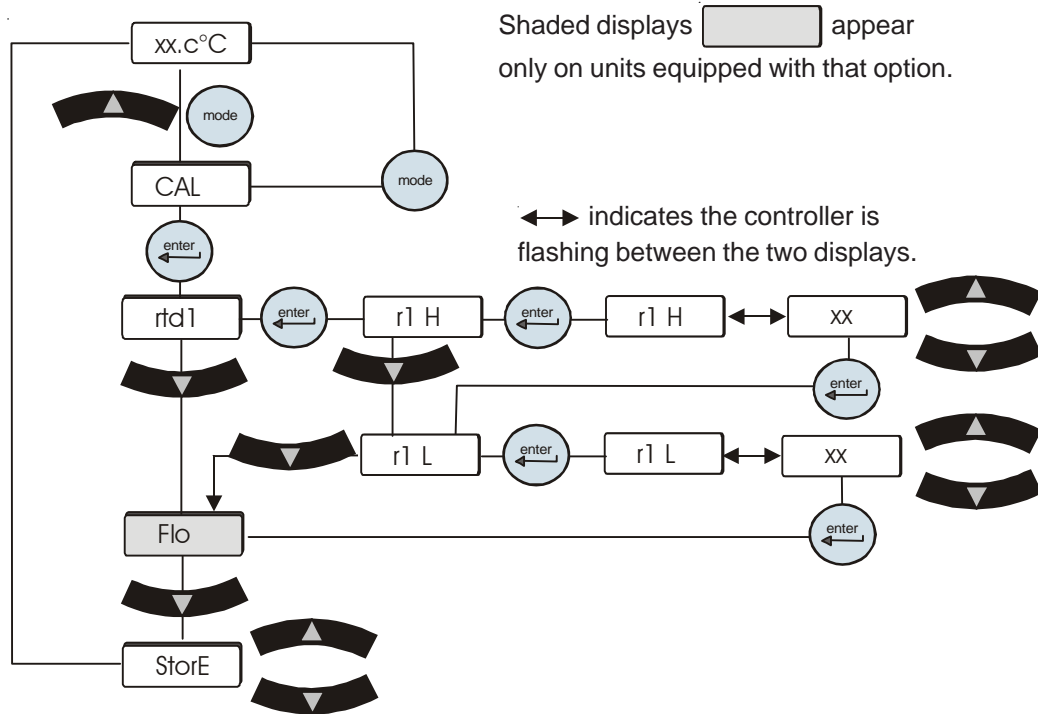 Shaded displays appear
only on units equipped with that option.
xx.c°C
mode
CAL
mode
enter
indicates the controller is
flashing between the two displays.
rtd1
enter
r1 H
enter
r1 H
xx
enter
r1 L
enter
r1 L
xx
enter
Flo
StorE